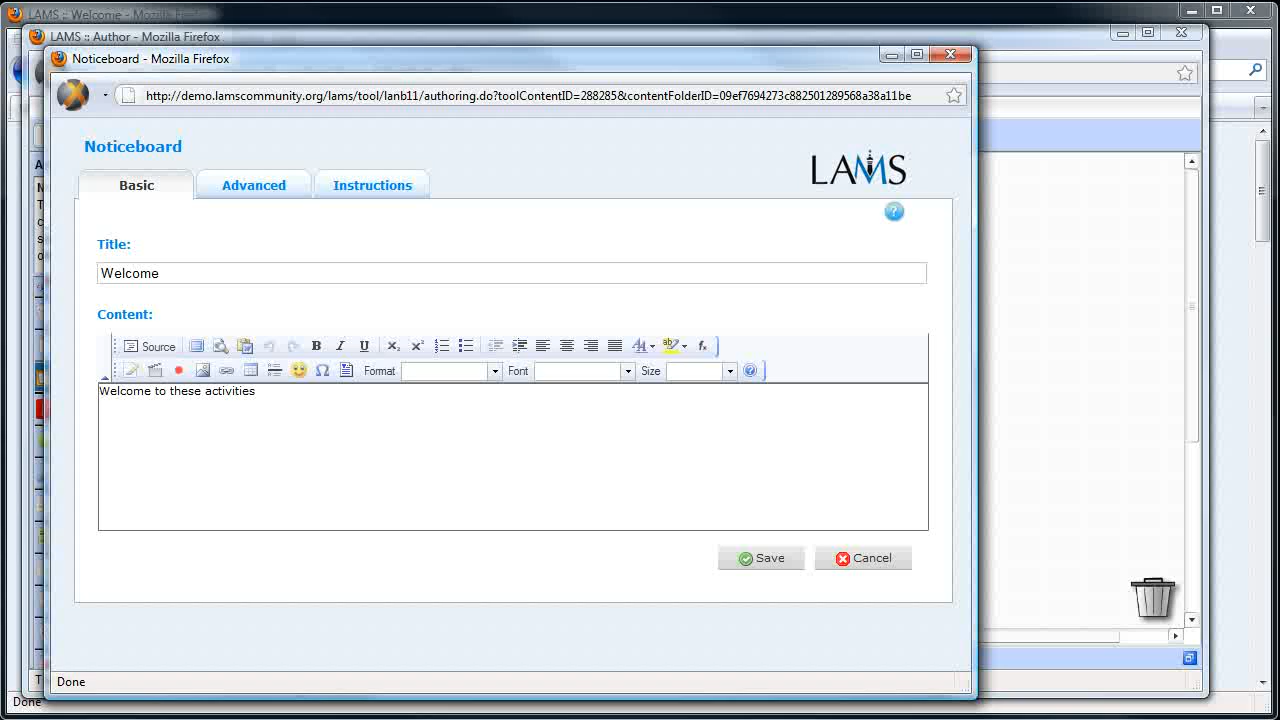 LAMS :: Welcome - Mozilla Firefox
LAMS :: Author - Mozilla Firefox
Noticeboard - Mozilla Firefox
http://demo.lamscommunity.org/lams/tool/lanb11/authoring.do?toolContentID=288285&contentFolderID=09ef7694273c882501289568a38a11be
Noticeboard
LAMS
Basic Advanced Instructions
?
Title:
Welcome
Content:
Source B I U
Format Font Size
Welcome to these activities
Save Cancel
Done
Done